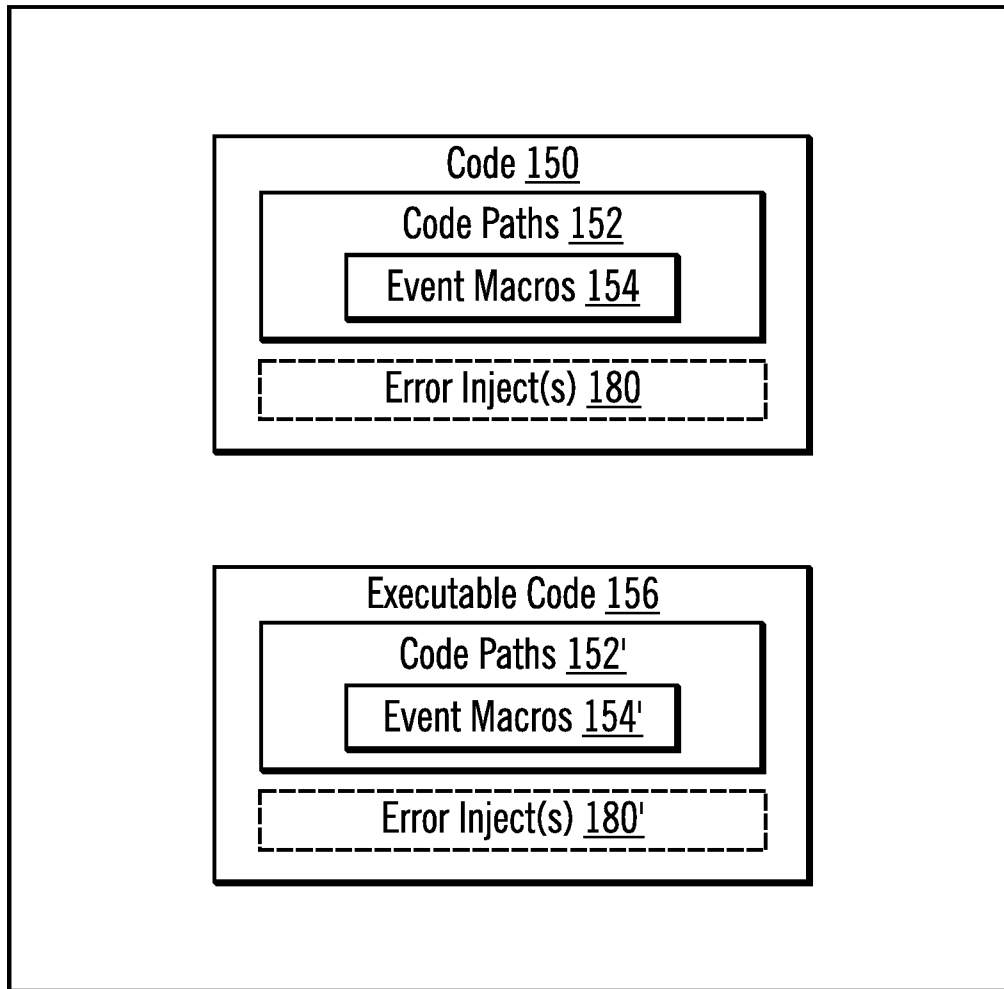 Code 150
Code Paths 152
Event Macros 154
Error Inject(s) 180
Executable Code 156
Code Paths 152'
Event Macros 154'
Error Inject(s) 180'